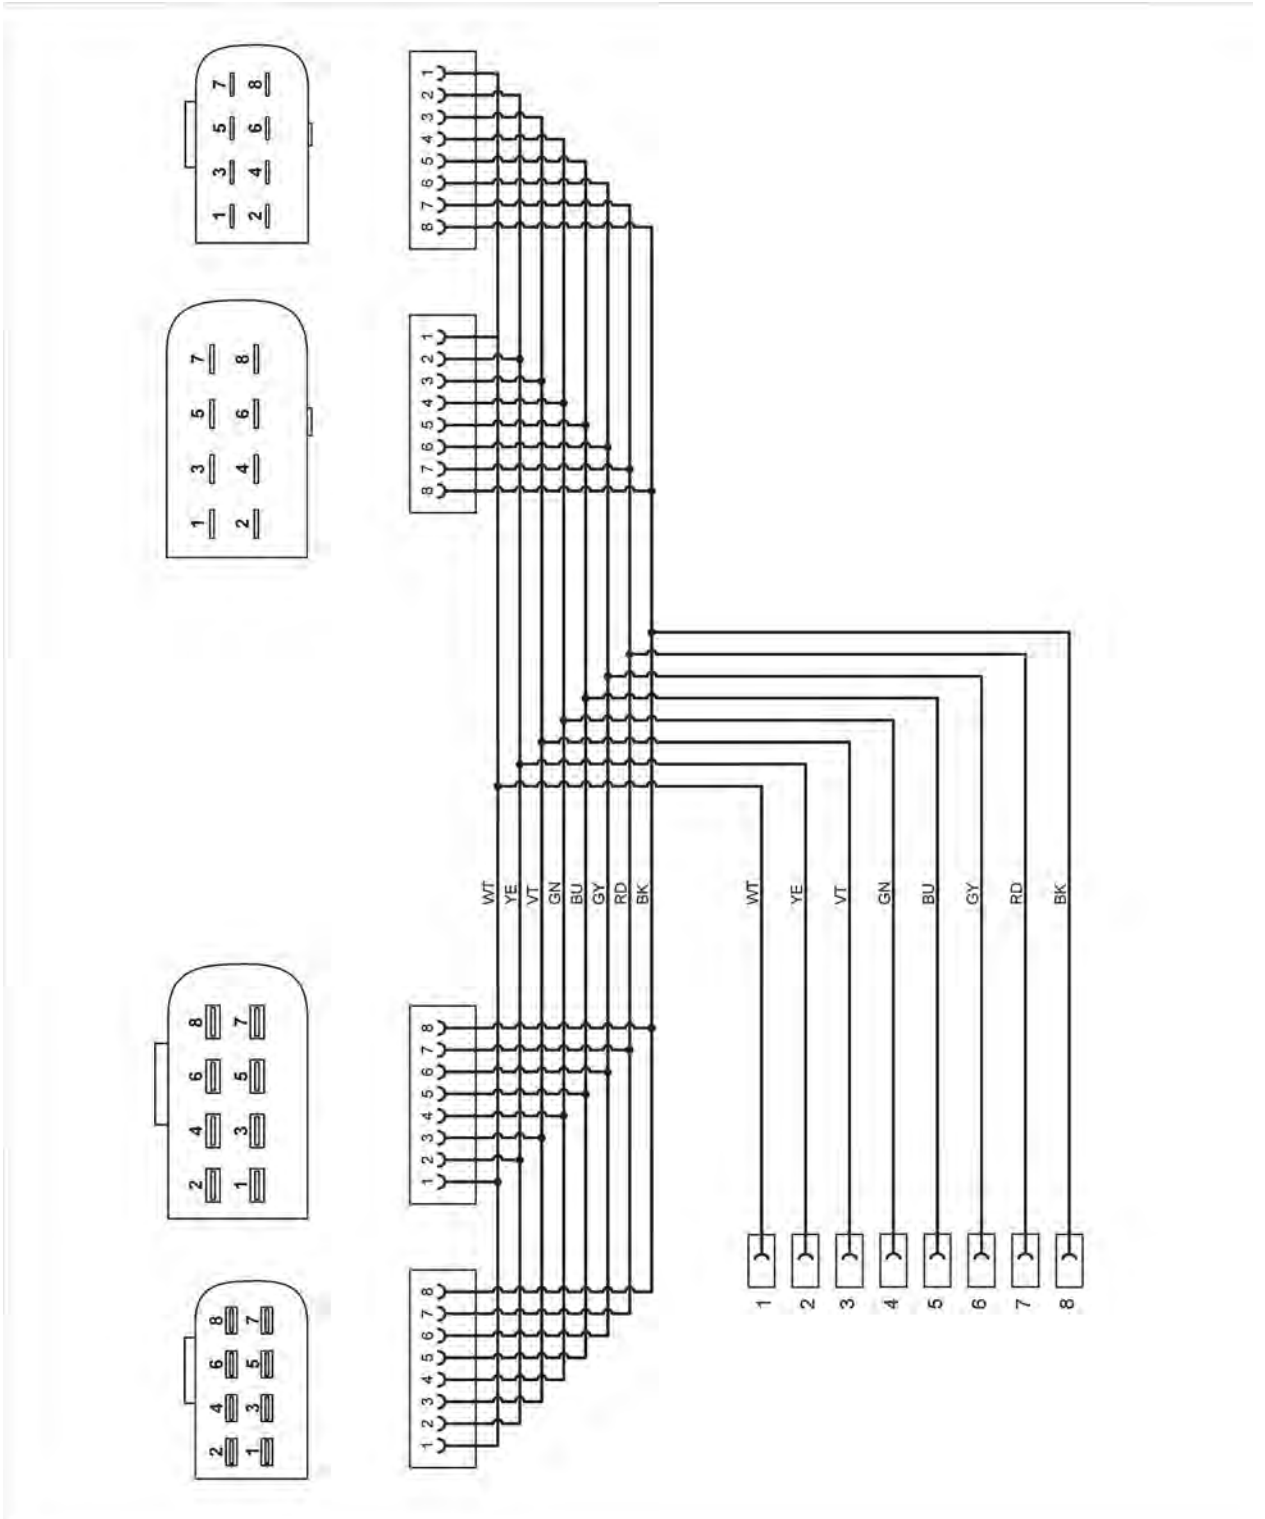 2 4 6 8
1 3 5 7
2 4 6 8
1 3 5 7
1 3 5 7
2 4 6 8
1 3 5 7
2 4 6 8
1 2 3 4 5 6 7 8
1 2 3 4 5 6 7 8
8 7 6 5 4 3 2 1
8 7 6 5 4 3 2 1
WT
YE
VT
GN
BU
GY
RD
BK
1 WT
2 YE
3 VT
4 GN
5 BU
6 GY
7 RD
8 BK